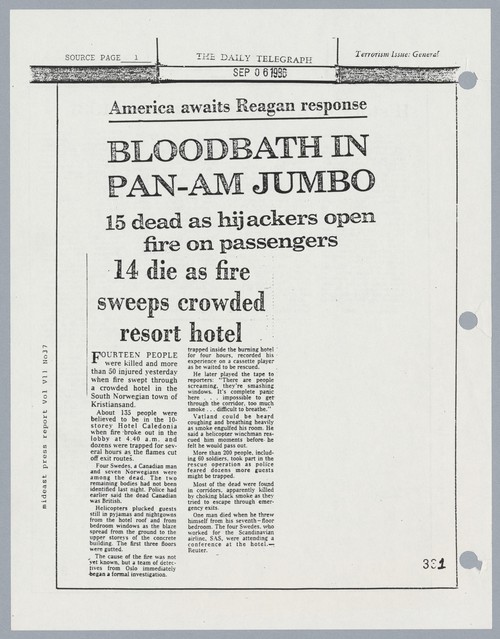 SOURCE PAGE 1
THE DAILY TELEGRAPH
Terrorism Issue: General
SEP 06 1986
America awaits Reagan response
BLOODBATH IN
PAN-AM JUMBO
15 dead as hijackers open
fire on passengers
14 die as fire
sweeps crowded
resort hotel
FOURTEEN PEOPLE
were killed and more
than 50 injured yesterday
when fire swept through
a crowded hotel in the
South Norwegian town of
Kristiansand.
About 135 people were
believed to be in the 10-
storey Hotel Caledonia
when fire broke out in the
lobby at 4.40 a.m. and
dozens were trapped for sev-
eral hours as the flames cut
off exit routes.
Four Swedes, a Canadian man
and seven Norwegians were
among the dead. The two
remaining bodies had not been
identified last night. Police had
earlier said the dead Canadian
was British.
Helicopters plucked guests
still in pyjamas and nightgowns
from the hotel roof and from
bedroom windows as the blaze
spread from the ground to the
upper storeys of the concrete
building. The first three floors
were gutted.
The cause of the fire was not
yet known, but a team of detec-
tives from Oslo immediately
began a formal investigation.
trapped inside the burning hotel
for four hours, recorded his
experience on a cassette player
as he waited to be rescued.
He later played the tape to
reporters: "There are people
screaming, they're smashing
windows. It's complete panic
here . . . impossible to get
through the corridor, too much
smoke . . . difficult to breathe."
Vatland could be heard
coughing and breathing heavily
as smoke engulfed his room. He
said a helicopter winchman res-
cued him moments before he
felt he would pass out.
More than 200 people, includ-
ing 60 soldiers, took part in the
rescue operation as police
feared dozens more guests
might be trapped.
Most of the dead were found
in corridors, apparently killed
by choking black smoke as they
tried to escape through emer-
gency exits.
One man died when he threw
himself from his seventh-floor
bedroom. The four Swedes, who
worked for the Scandinavian
airline, SAS, were attending a
conference at the hotel.—
Reuter.
mideast press report Vol VII No37
331